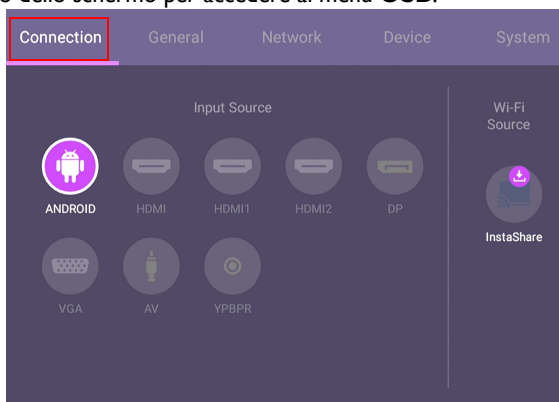 dello schermo per accedere al menu OSD.
Connection General Network Device System
Input Source
Wi-Fi
Source
ANDROID HDMI HDMI1 HDMI2 DP
InstaShare
VGA AV YPBPR